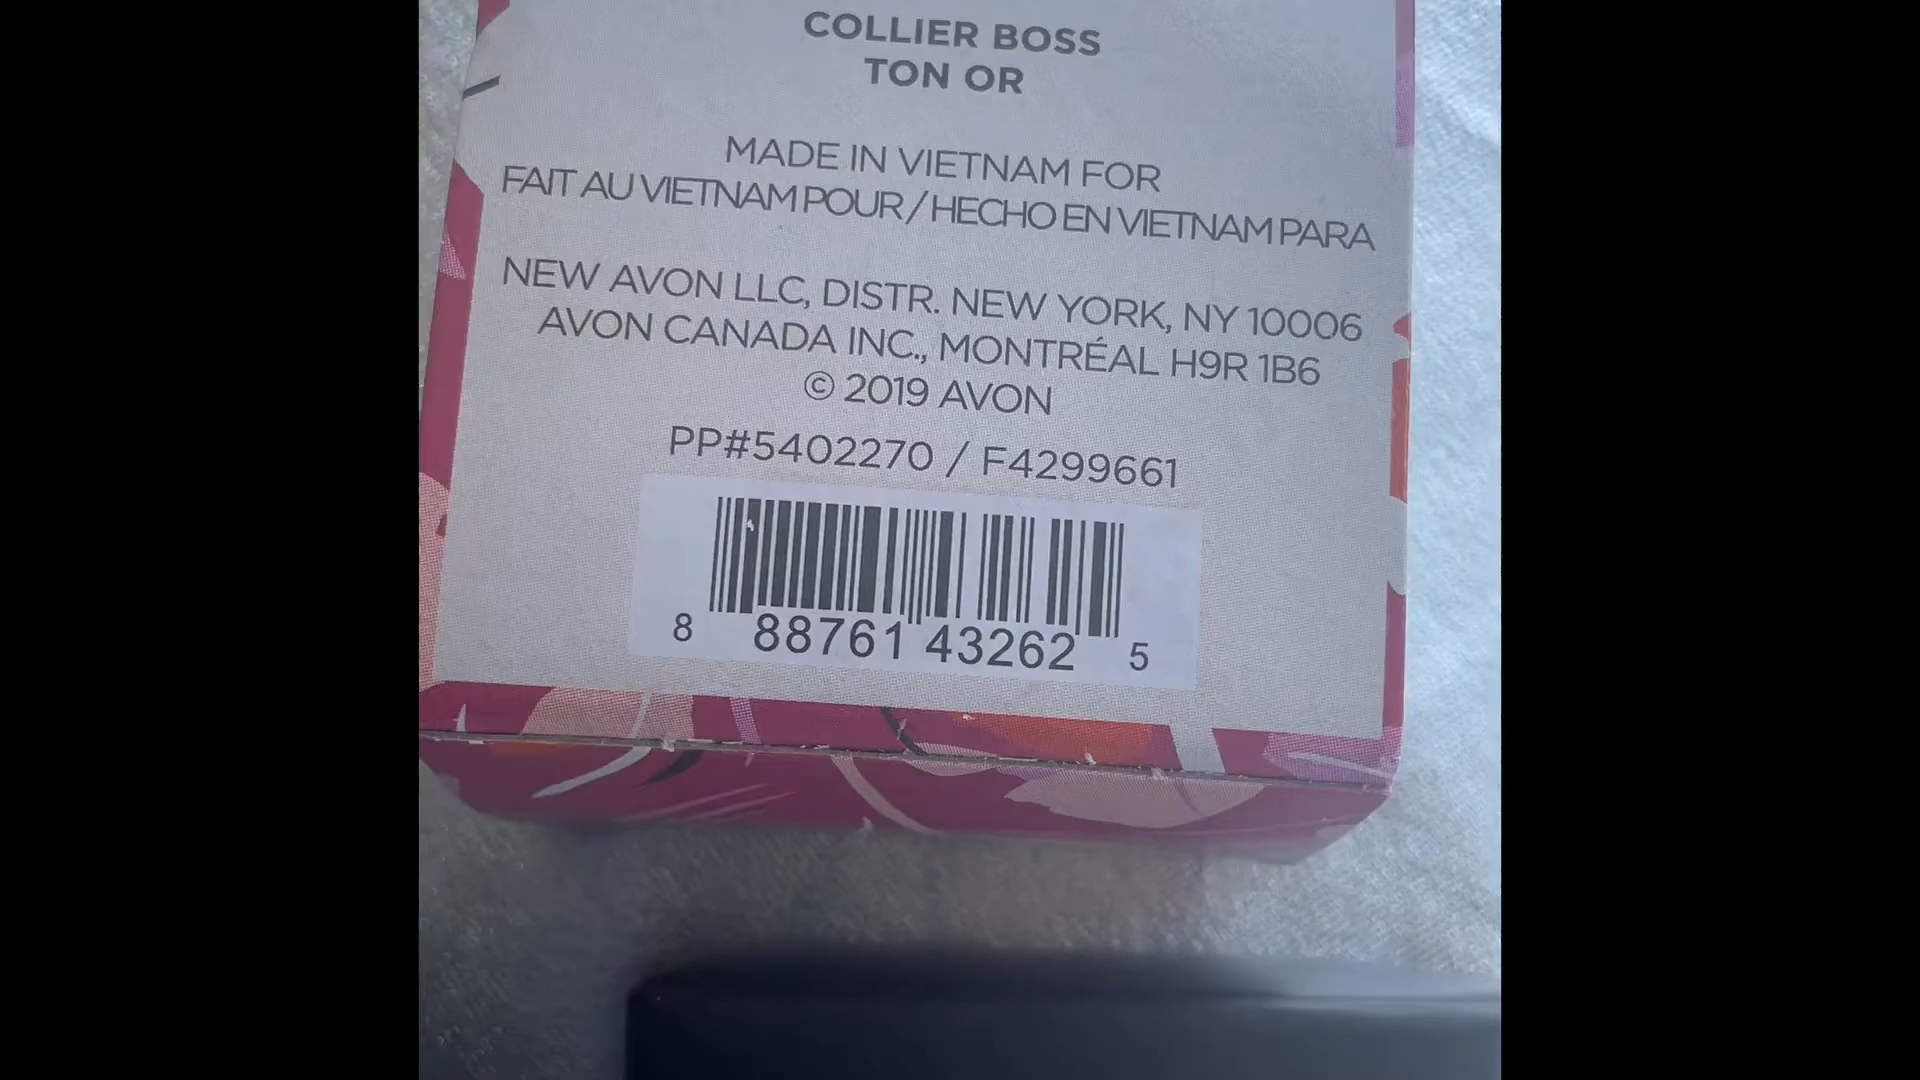 COLLIER BOSS
TON OR
MADE IN VIETNAM FOR
FAIT AU VIETNAM POUR / HECHO EN VIETNAM PARA
NEW AVON LLC, DISTR. NEW YORK, NY 10006
AVON CANADA INC., MONTRÉAL H9R 1B6
© 2019 AVON
PP#5402270 / F4299661
8 88761 43262 5